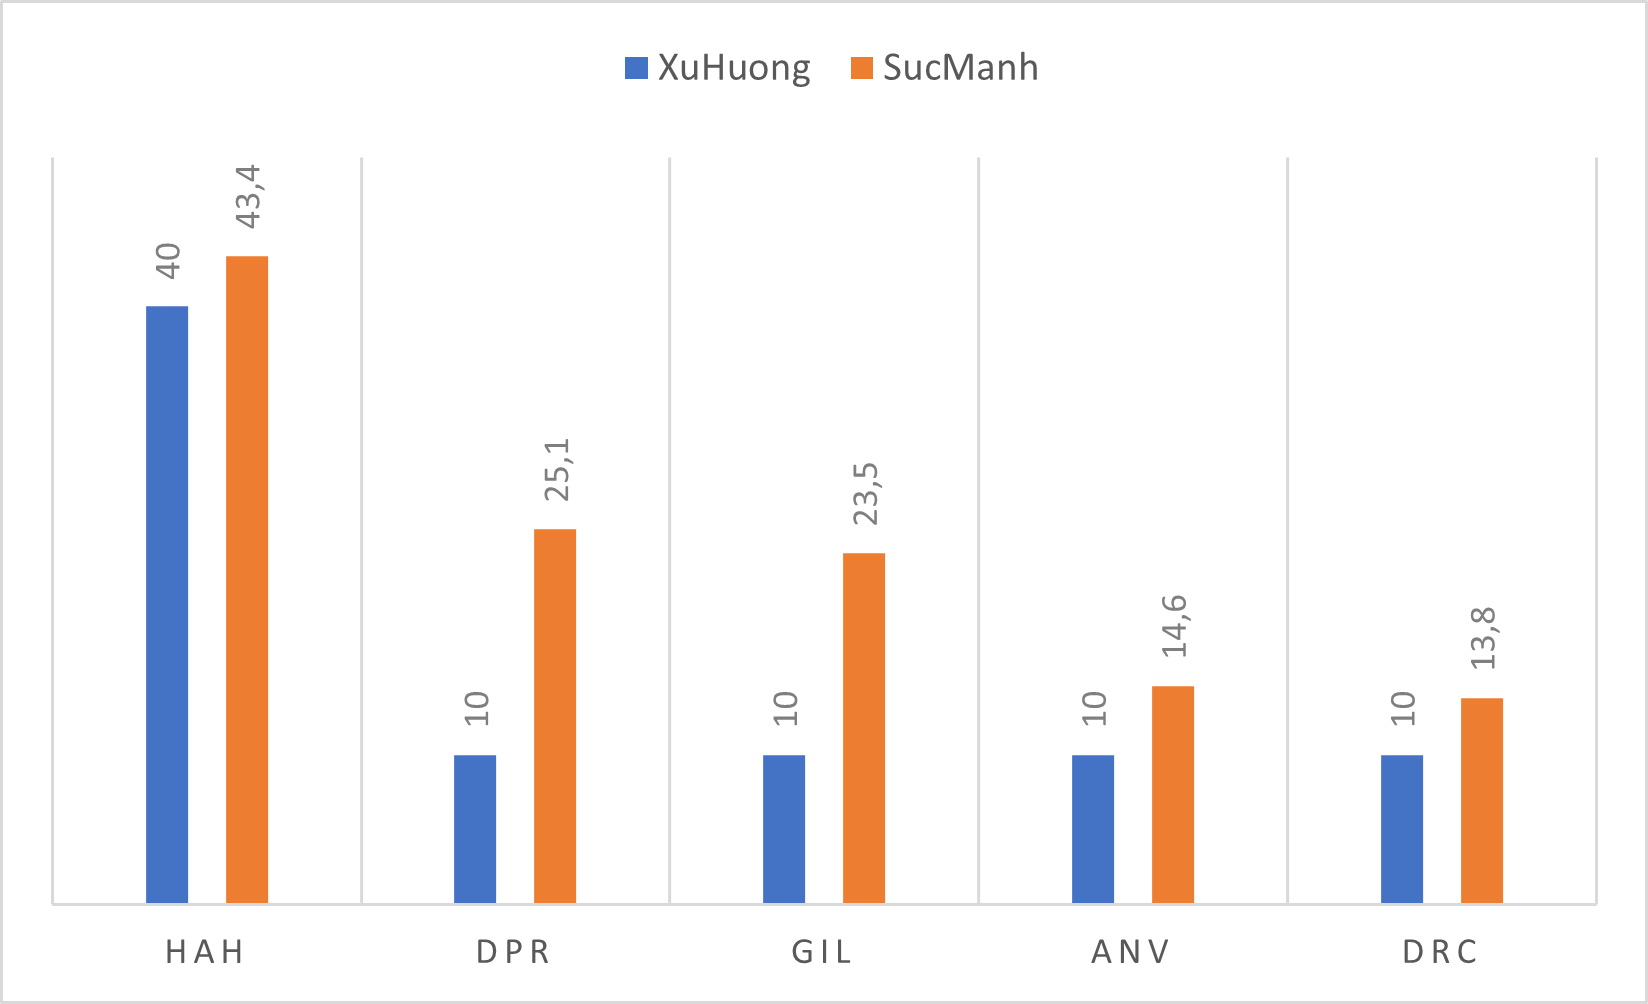 XuHuong SucManh
40 43,4
10 25,1
10 23,5
10 14,6
10 13,8
HAH DPR GIL ANV DRC